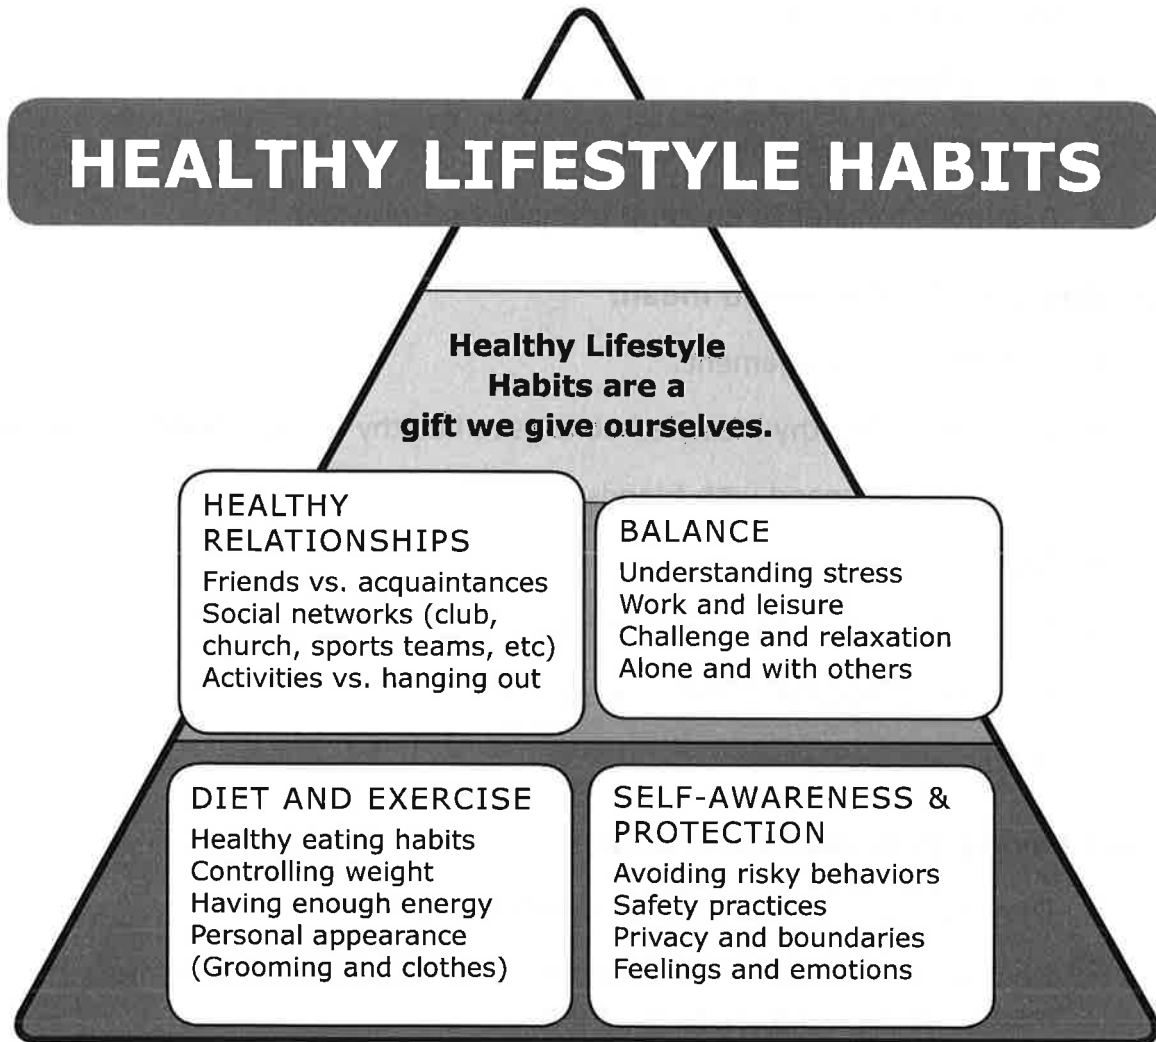 HEALTHY LIFESTYLE HABITS
Healthy Lifestyle
Habits are a
gift we give ourselves.
HEALTHY
RELATIONSHIPS
Friends vs. acquaintances
Social networks (club,
church, sports teams, etc)
Activities vs. hanging out
BALANCE
Understanding stress
Work and leisure
Challenge and relaxation
Alone and with others
DIET AND EXERCISE
Healthy eating habits
Controlling weight
Having enough energy
Personal appearance
(Grooming and clothes)
SELF-AWARENESS &
PROTECTION
Avoiding risky behaviors
Safety practices
Privacy and boundaries
Feelings and emotions